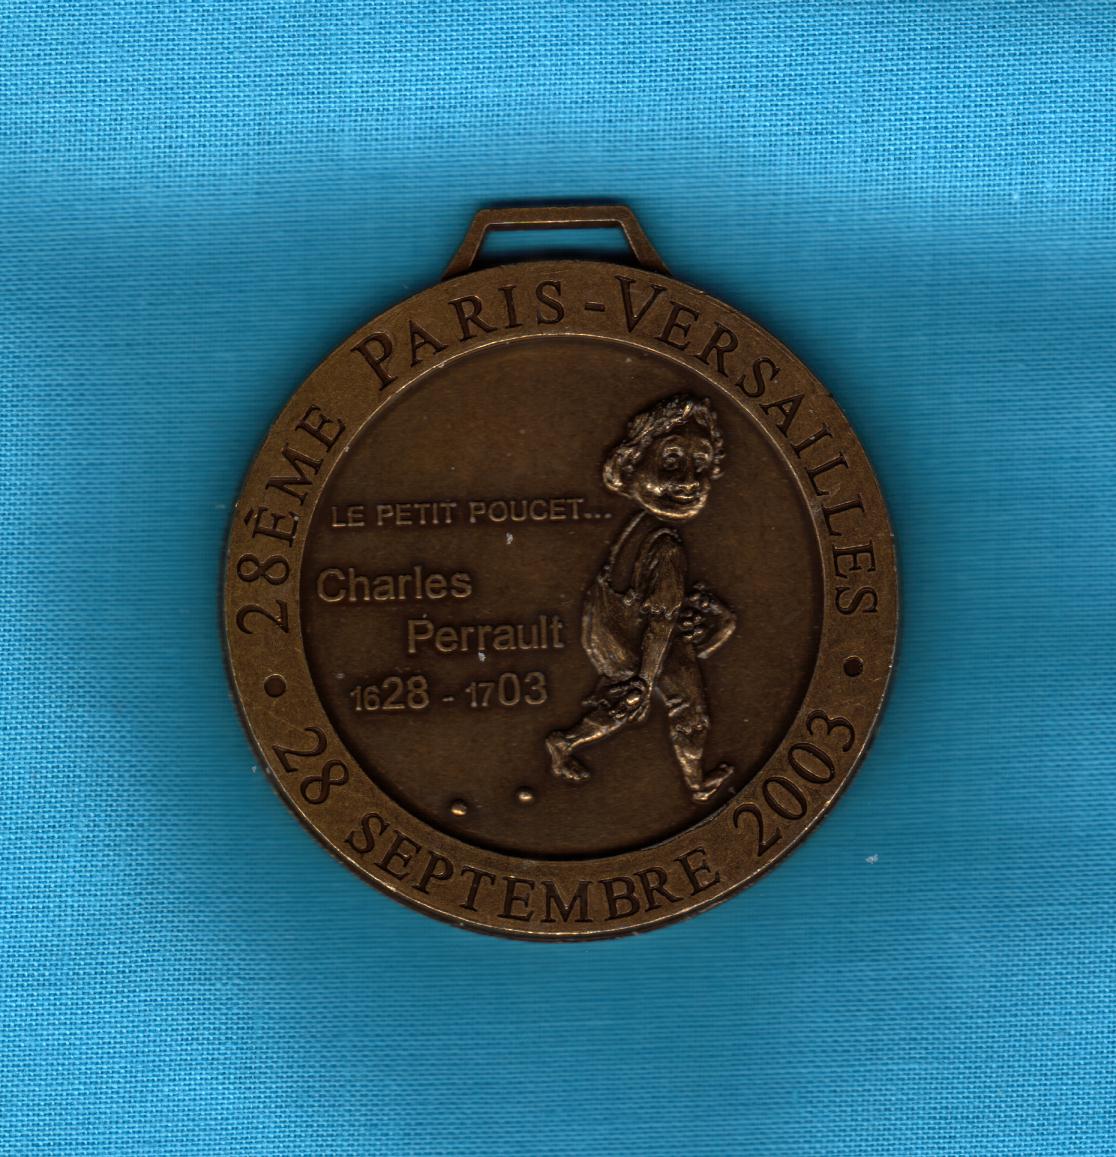 28ÈME PARIS-VERSAILLES
LE PETIT POUCET...
Charles
Perrault
1628 - 1703
28 SEPTEMBRE 2003